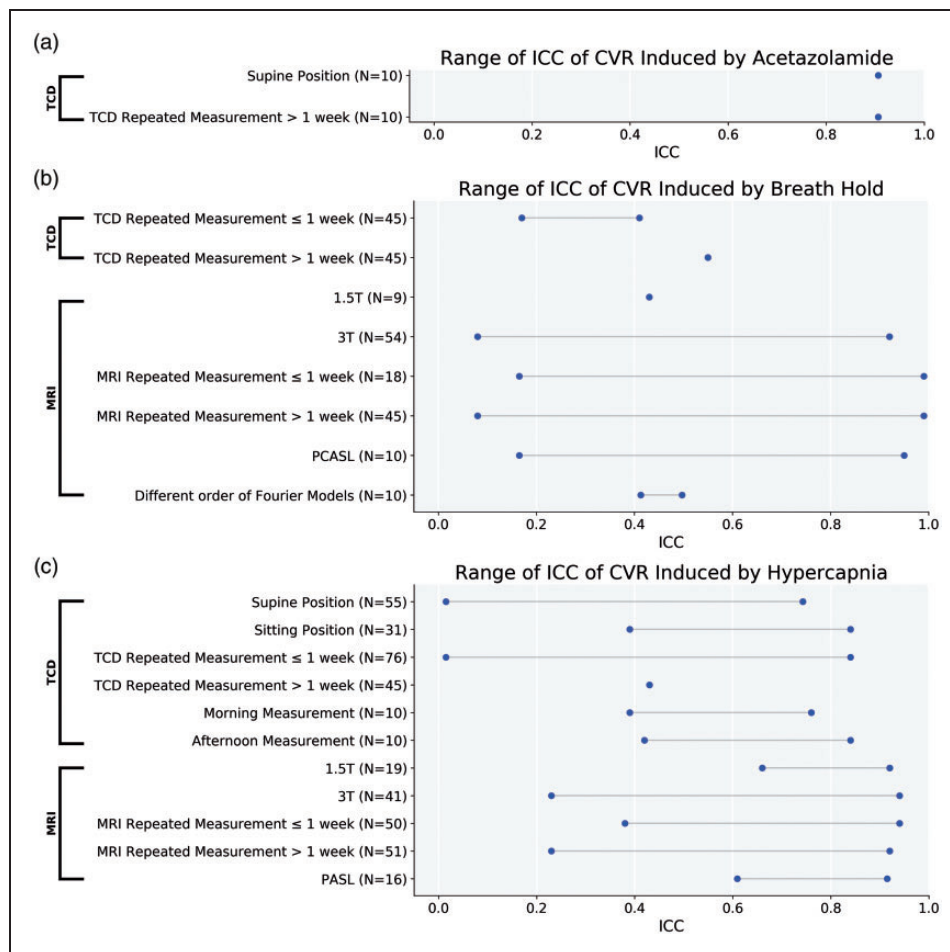 (a)
Range of ICC of CVR Induced by Acetazolamide
TCD
Supine Position (N=10)
TCD Repeated Measurement > 1 week (N=10)
0.0 0.2 0.4 0.6 0.8 1.0
ICC
(b)
Range of ICC of CVR Induced by Breath Hold
TCD
TCD Repeated Measurement ≤ 1 week (N=45)
TCD Repeated Measurement > 1 week (N=45)
MRI
1.5T (N=9)
3T (N=54)
MRI Repeated Measurement ≤ 1 week (N=18)
MRI Repeated Measurement > 1 week (N=45)
PCASL (N=10)
Different order of Fourier Models (N=10)
0.0 0.2 0.4 0.6 0.8 1.0
ICC
(c)
Range of ICC of CVR Induced by Hypercapnia
TCD
Supine Position (N=55)
Sitting Position (N=31)
TCD Repeated Measurement ≤ 1 week (N=76)
TCD Repeated Measurement > 1 week (N=45)
Morning Measurement (N=10)
Afternoon Measurement (N=10)
MRI
1.5T (N=19)
3T (N=41)
MRI Repeated Measurement ≤ 1 week (N=50)
MRI Repeated Measurement > 1 week (N=51)
PASL (N=16)
0.0 0.2 0.4 0.6 0.8 1.0
ICC